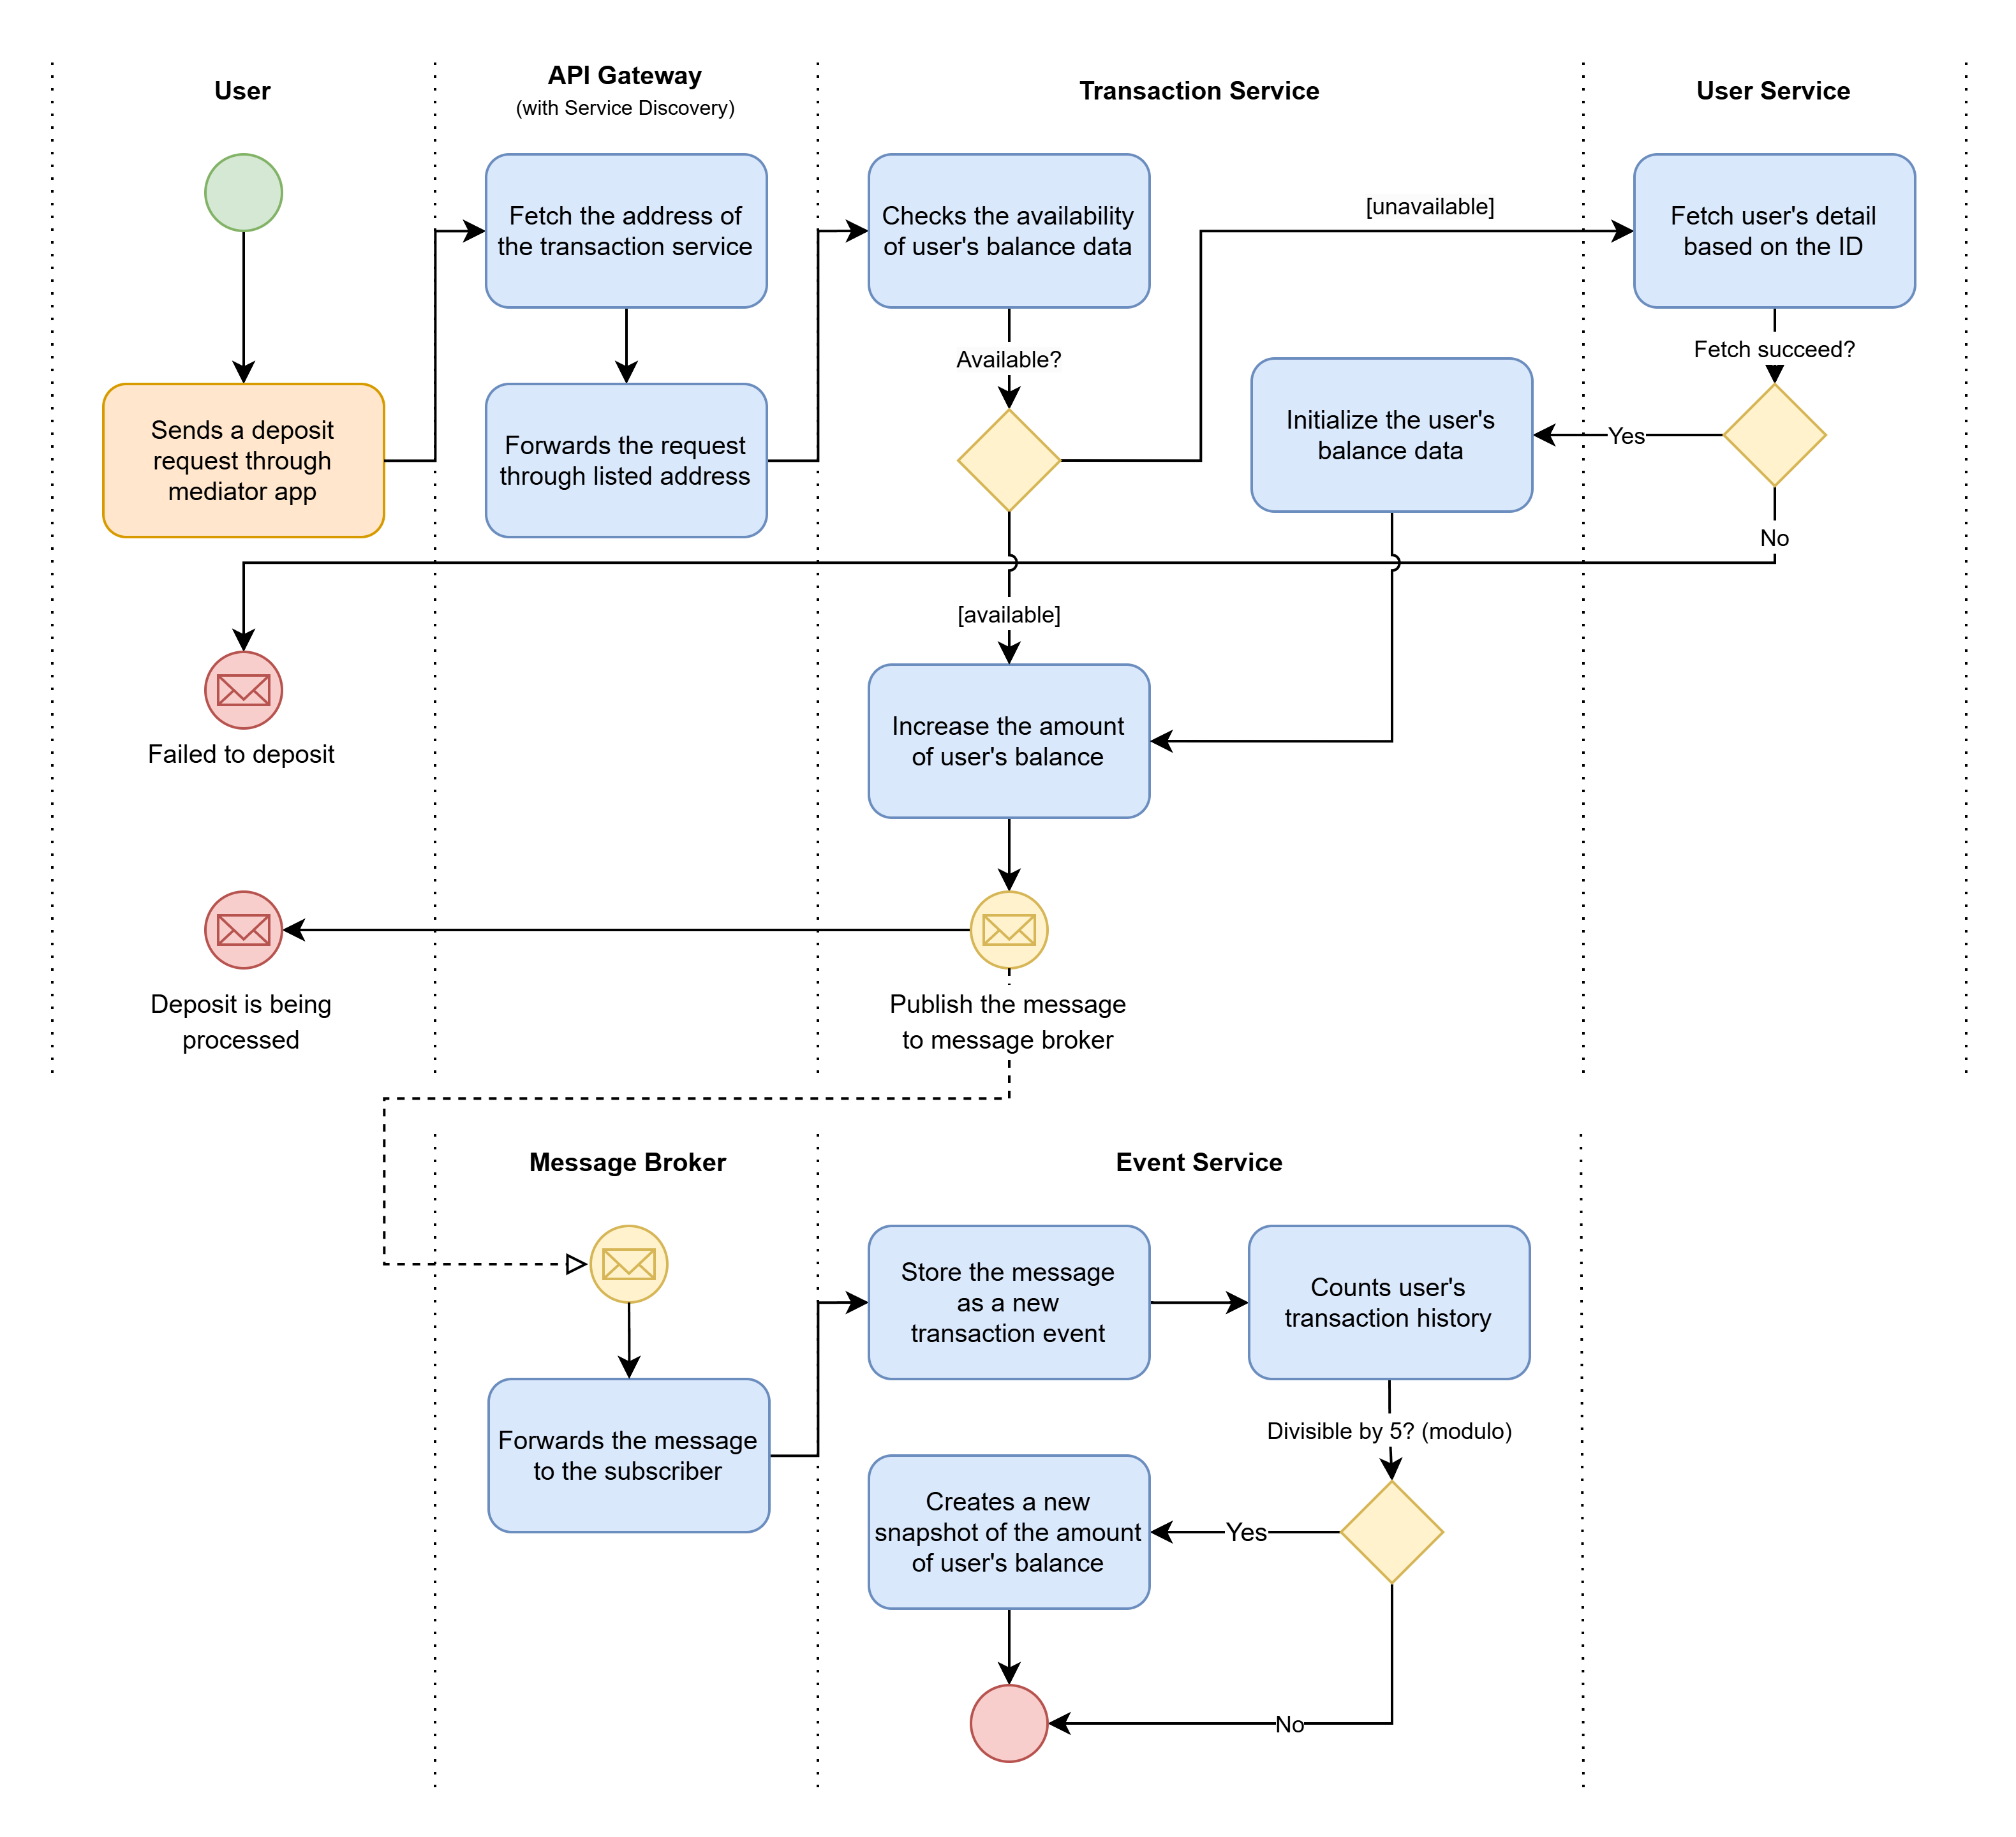 User
API Gateway
(with Service Discovery)
Transaction Service
User Service
Fetch the address of
the transaction service
Checks the availability
of user's balance data
[unavailable]
Fetch user's detail
based on the ID
Available?
Fetch succeed?
Sends a deposit
request through
mediator app
Forwards the request
through listed address
Initialize the user's
balance data
Yes
No
[available]
Failed to deposit
Increase the amount
of user's balance
Deposit is being
processed
Publish the message
to message broker
Message Broker
Event Service
Store the message
as a new
transaction event
Counts user's
transaction history
Forwards the message
to the subscriber
Divisible by 5? (modulo)
Creates a new
snapshot of the amount
of user's balance
Yes
No